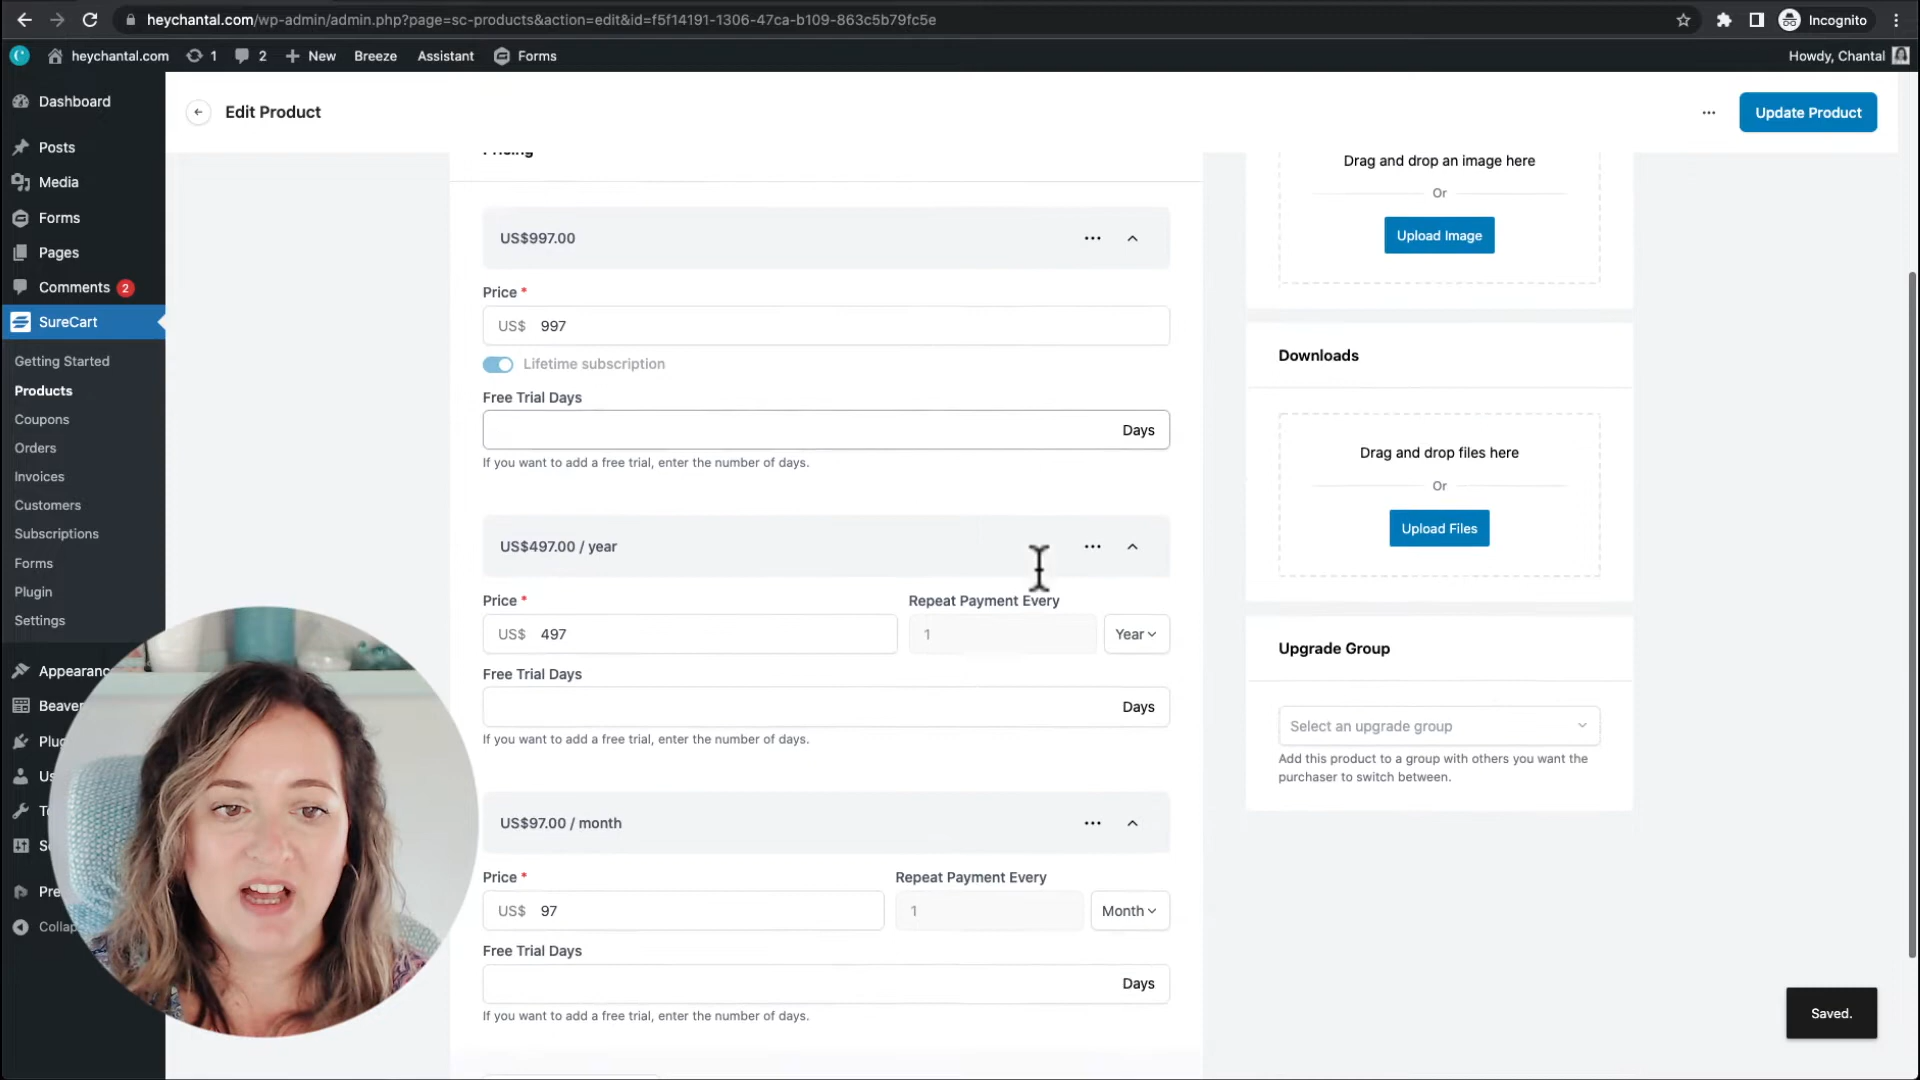 heychantal.com/wp-admin/admin.php?page=sc-products&action=edit&id=f5f14191-1306-47ca-b109-863c5b79fc5e
Incognito
heychantal.com
1
2
New
Breeze
Assistant
Forms
Howdy, Chantal
Dashboard
Posts
Media
Forms
Pages
Comments 2
SureCart
Getting Started
Products
Coupons
Orders
Invoices
Customers
Subscriptions
Forms
Plugin
Settings
Edit Product
Update Product
Pricing
US$997.00
Price *
US$ 997
Lifetime subscription
Free Trial Days
Days
If you want to add a free trial, enter the number of days.
US$497.00 / year
Price *
Repeat Payment Every
US$ 497
1
Year
Free Trial Days
Days
If you want to add a free trial, enter the number of days.
US$97.00 / month
Price *
Repeat Payment Every
US$ 97
1
Month
Free Trial Days
Days
If you want to add a free trial, enter the number of days.
Drag and drop an image here
Or
Upload Image
Downloads
Drag and drop files here
Or
Upload Files
Upgrade Group
Select an upgrade group
Add this product to a group with others you want the
purchaser to switch between.
Saved.